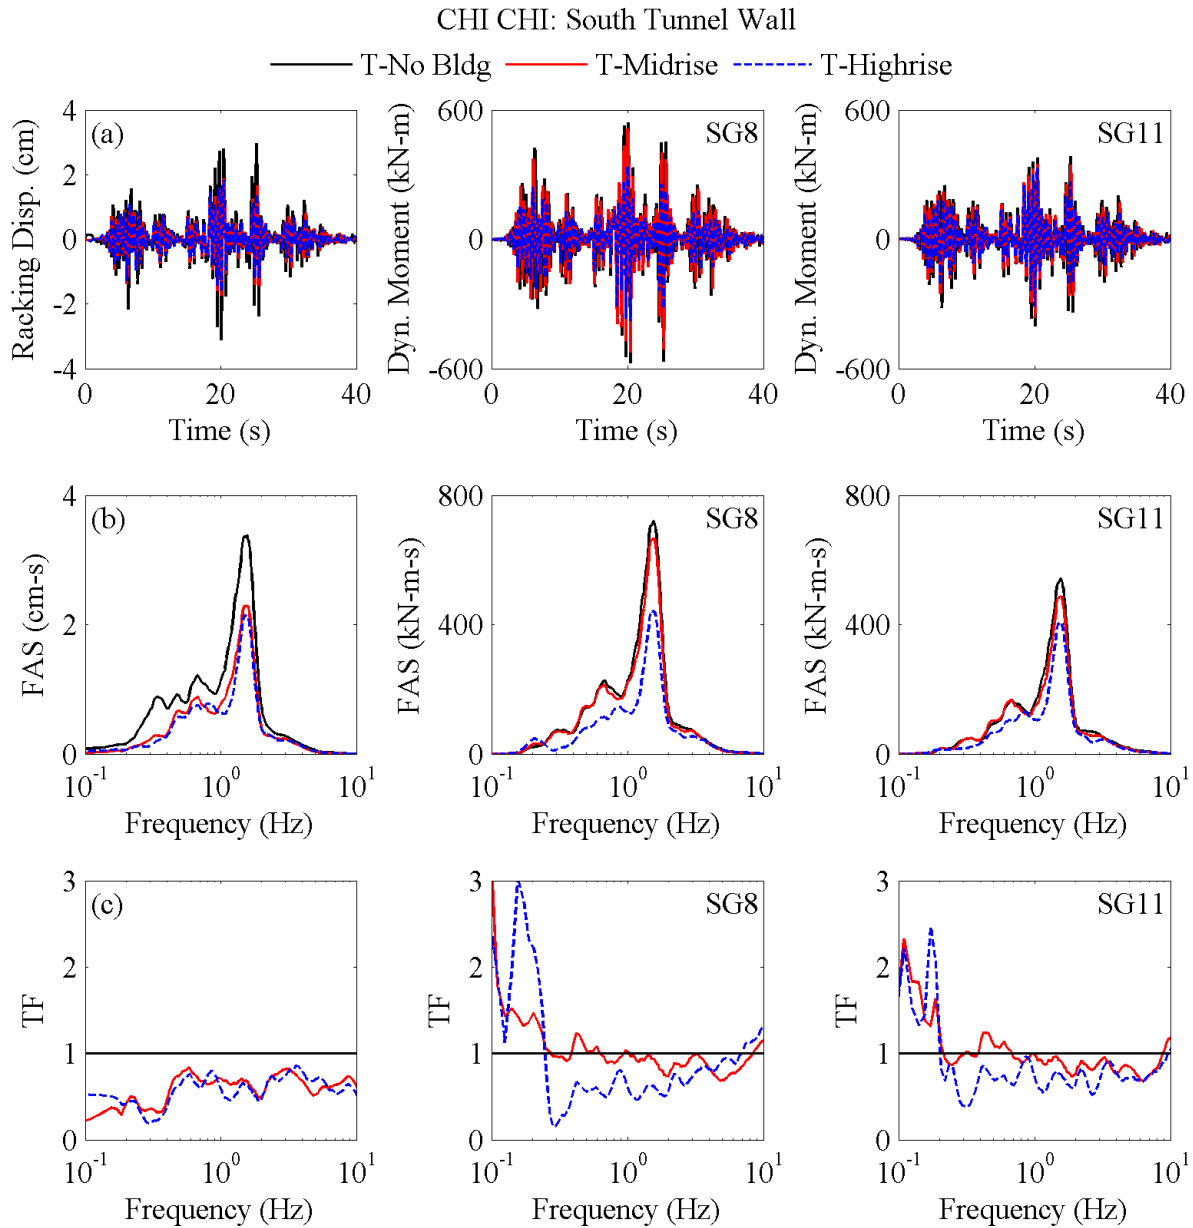 CHI CHI: South Tunnel Wall
T-No Bldg T-Midrise T-Highrise
(a) SG8 SG11
Racking Disp. (cm)
4
2
0
-2
-4
0 20 40
Time (s)
Dyn. Moment (kN-m)
600
0
-600
0 20 40
Time (s)
Dyn. Moment (kN-m)
600
0
-600
0 20 40
Time (s)
(b) SG8 SG11
FAS (cm-s)
4
2
0
10-1 100 101
Frequency (Hz)
FAS (kN-m-s)
800
400
0
10-1 100 101
Frequency (Hz)
FAS (kN-m-s)
800
400
0
10-1 100 101
Frequency (Hz)
(c) SG8 SG11
TF
3
2
1
0
10-1 100 101
Frequency (Hz)
TF
3
2
1
0
10-1 100 101
Frequency (Hz)
TF
3
2
1
0
10-1 100 101
Frequency (Hz)